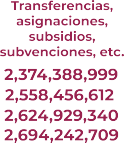 Transferencias,
asignaciones,
subsidios,
subvenciones, etc.
2,374,388,999
2,558,456,612
2,624,929,340
2,694,242,709